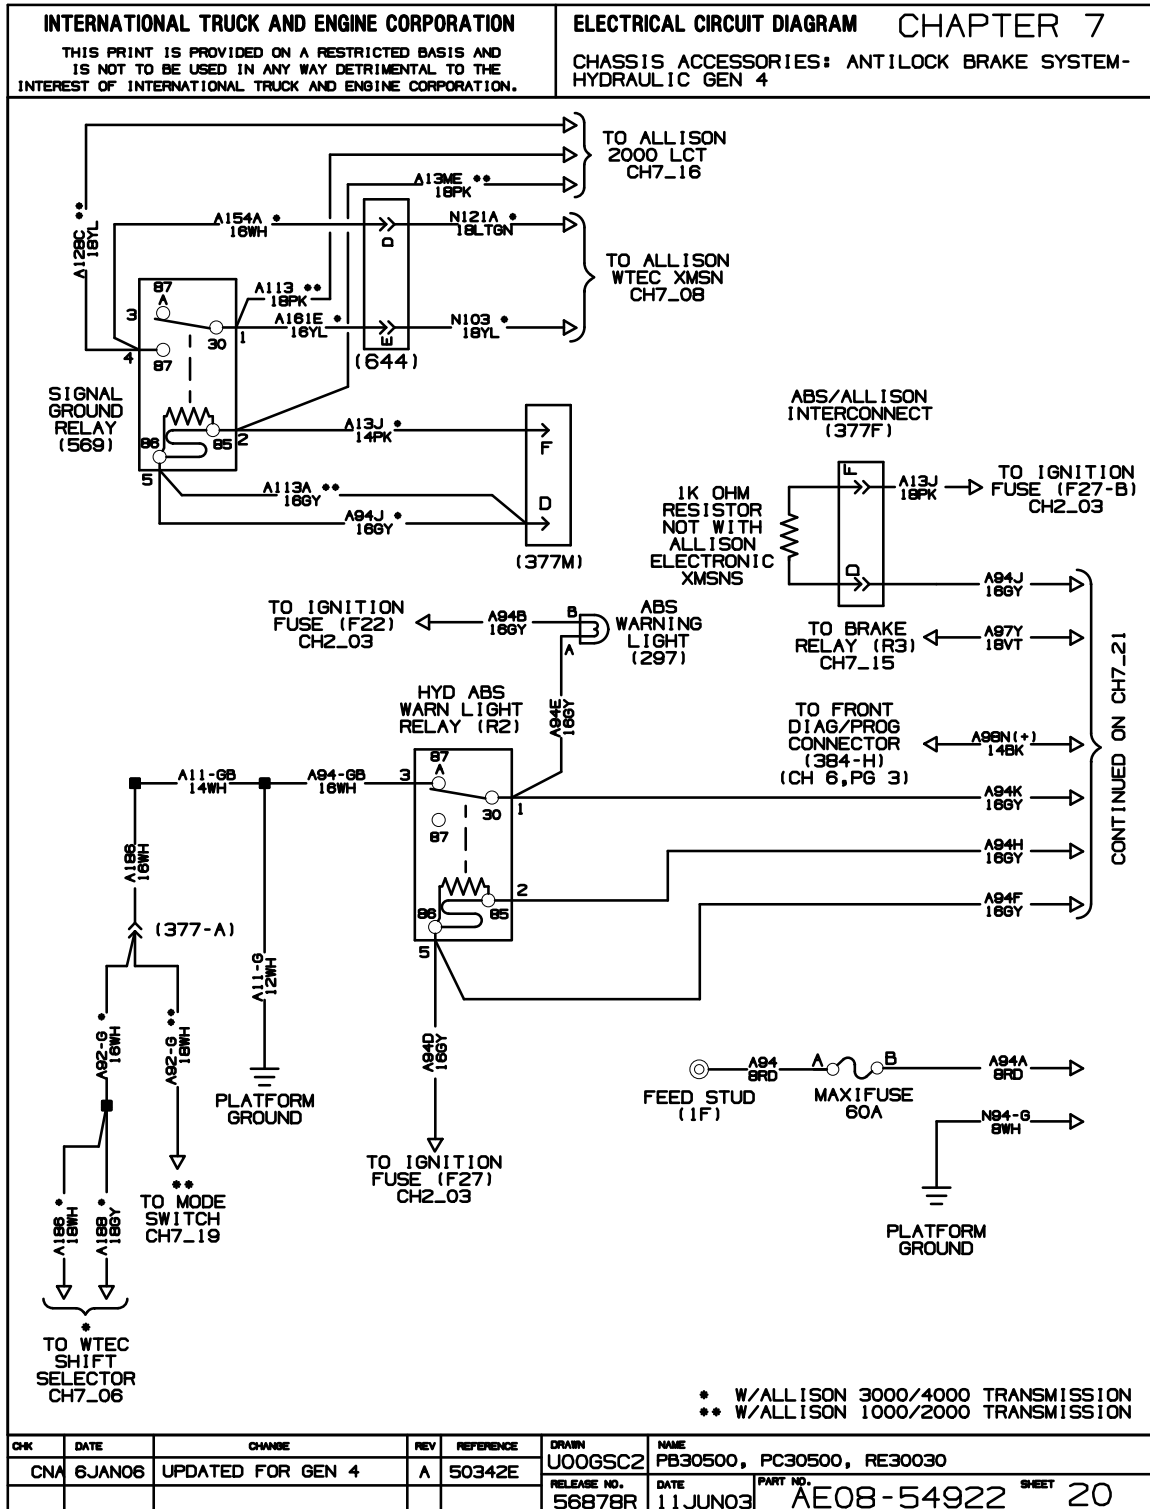 INTERNATIONAL TRUCK AND ENGINE CORPORATION
THIS PRINT IS PROVIDED ON A RESTRICTED BASIS AND
IS NOT TO BE USED IN ANY WAY DETRIMENTAL TO THE
INTEREST OF INTERNATIONAL TRUCK AND ENGINE CORPORATION.
ELECTRICAL CIRCUIT DIAGRAM CHAPTER 7
CHASSIS ACCESSORIES: ANTILOCK BRAKE SYSTEM-
HYDRAULIC GEN 4
TO ALLISON
2000 LCT
CH7_16
A13ME **
18PK
A128C **
18YL
A154A *
16WH
D
N121A *
18LTGN
TO ALLISON
WTEC XMSN
CH7_08
A113 **
18PK
A161E *
16YL
E
N103 *
18YL
(644)
87
A
3
30
1
4
87
SIGNAL
GROUND
RELAY
(569)
86
85
2
5
A13J *
14PK
F
A113A **
16GY
A94J *
16GY
D
(377M)
ABS/ALLISON
INTERCONNECT
(377F)
F
A13J
18PK
TO IGNITION
FUSE (F27-B)
CH2_03
1K OHM
RESISTOR
NOT WITH
ALLISON
ELECTRONIC
XMSNS
D
A94J
16GY
TO IGNITION
FUSE (F22)
CH2_03
A94B
16GY
B
A
ABS
WARNING
LIGHT
(297)
TO BRAKE
RELAY (R3)
CH7_15
A97Y
18VT
A94E
16GY
HYD ABS
WARN LIGHT
RELAY (R2)
TO FRONT
DIAG/PROG
CONNECTOR
(384-H)
(CH 6,PG 3)
A98N(+)
14BK
CONTINUED ON CH7_21
A11-GB
14WH
A94-GB
16WH
3
87
A
30
1
87
A94K
16GY
A94H
16GY
A94F
16GY
86
85
2
5
A186
16WH
(377-A)
A11-G
12WH
A92-G *
16WH
A92-G **
18WH
A94D
16GY
PLATFORM
GROUND
FEED STUD
(1F)
A94
8RD
A
B
MAXIFUSE
60A
A94A
8RD
N94-G
8WH
PLATFORM
GROUND
TO IGNITION
FUSE (F27)
CH2_03
**
TO MODE
SWITCH
CH7_19
A186 *
18WH
A188 *
18GY
*
TO WTEC
SHIFT
SELECTOR
CH7_06
* W/ALLISON 3000/4000 TRANSMISSION
** W/ALLISON 1000/2000 TRANSMISSION
CHK DATE CHANGE REV REFERENCE
CNA 6JAN06 UPDATED FOR GEN 4 A 50342E
DRAWN
U00GSC2
NAME
PB30500, PC30500, RE30030
RELEASE NO.
56878R
DATE
11JUN03
PART NO.
AE08-54922
SHEET 20